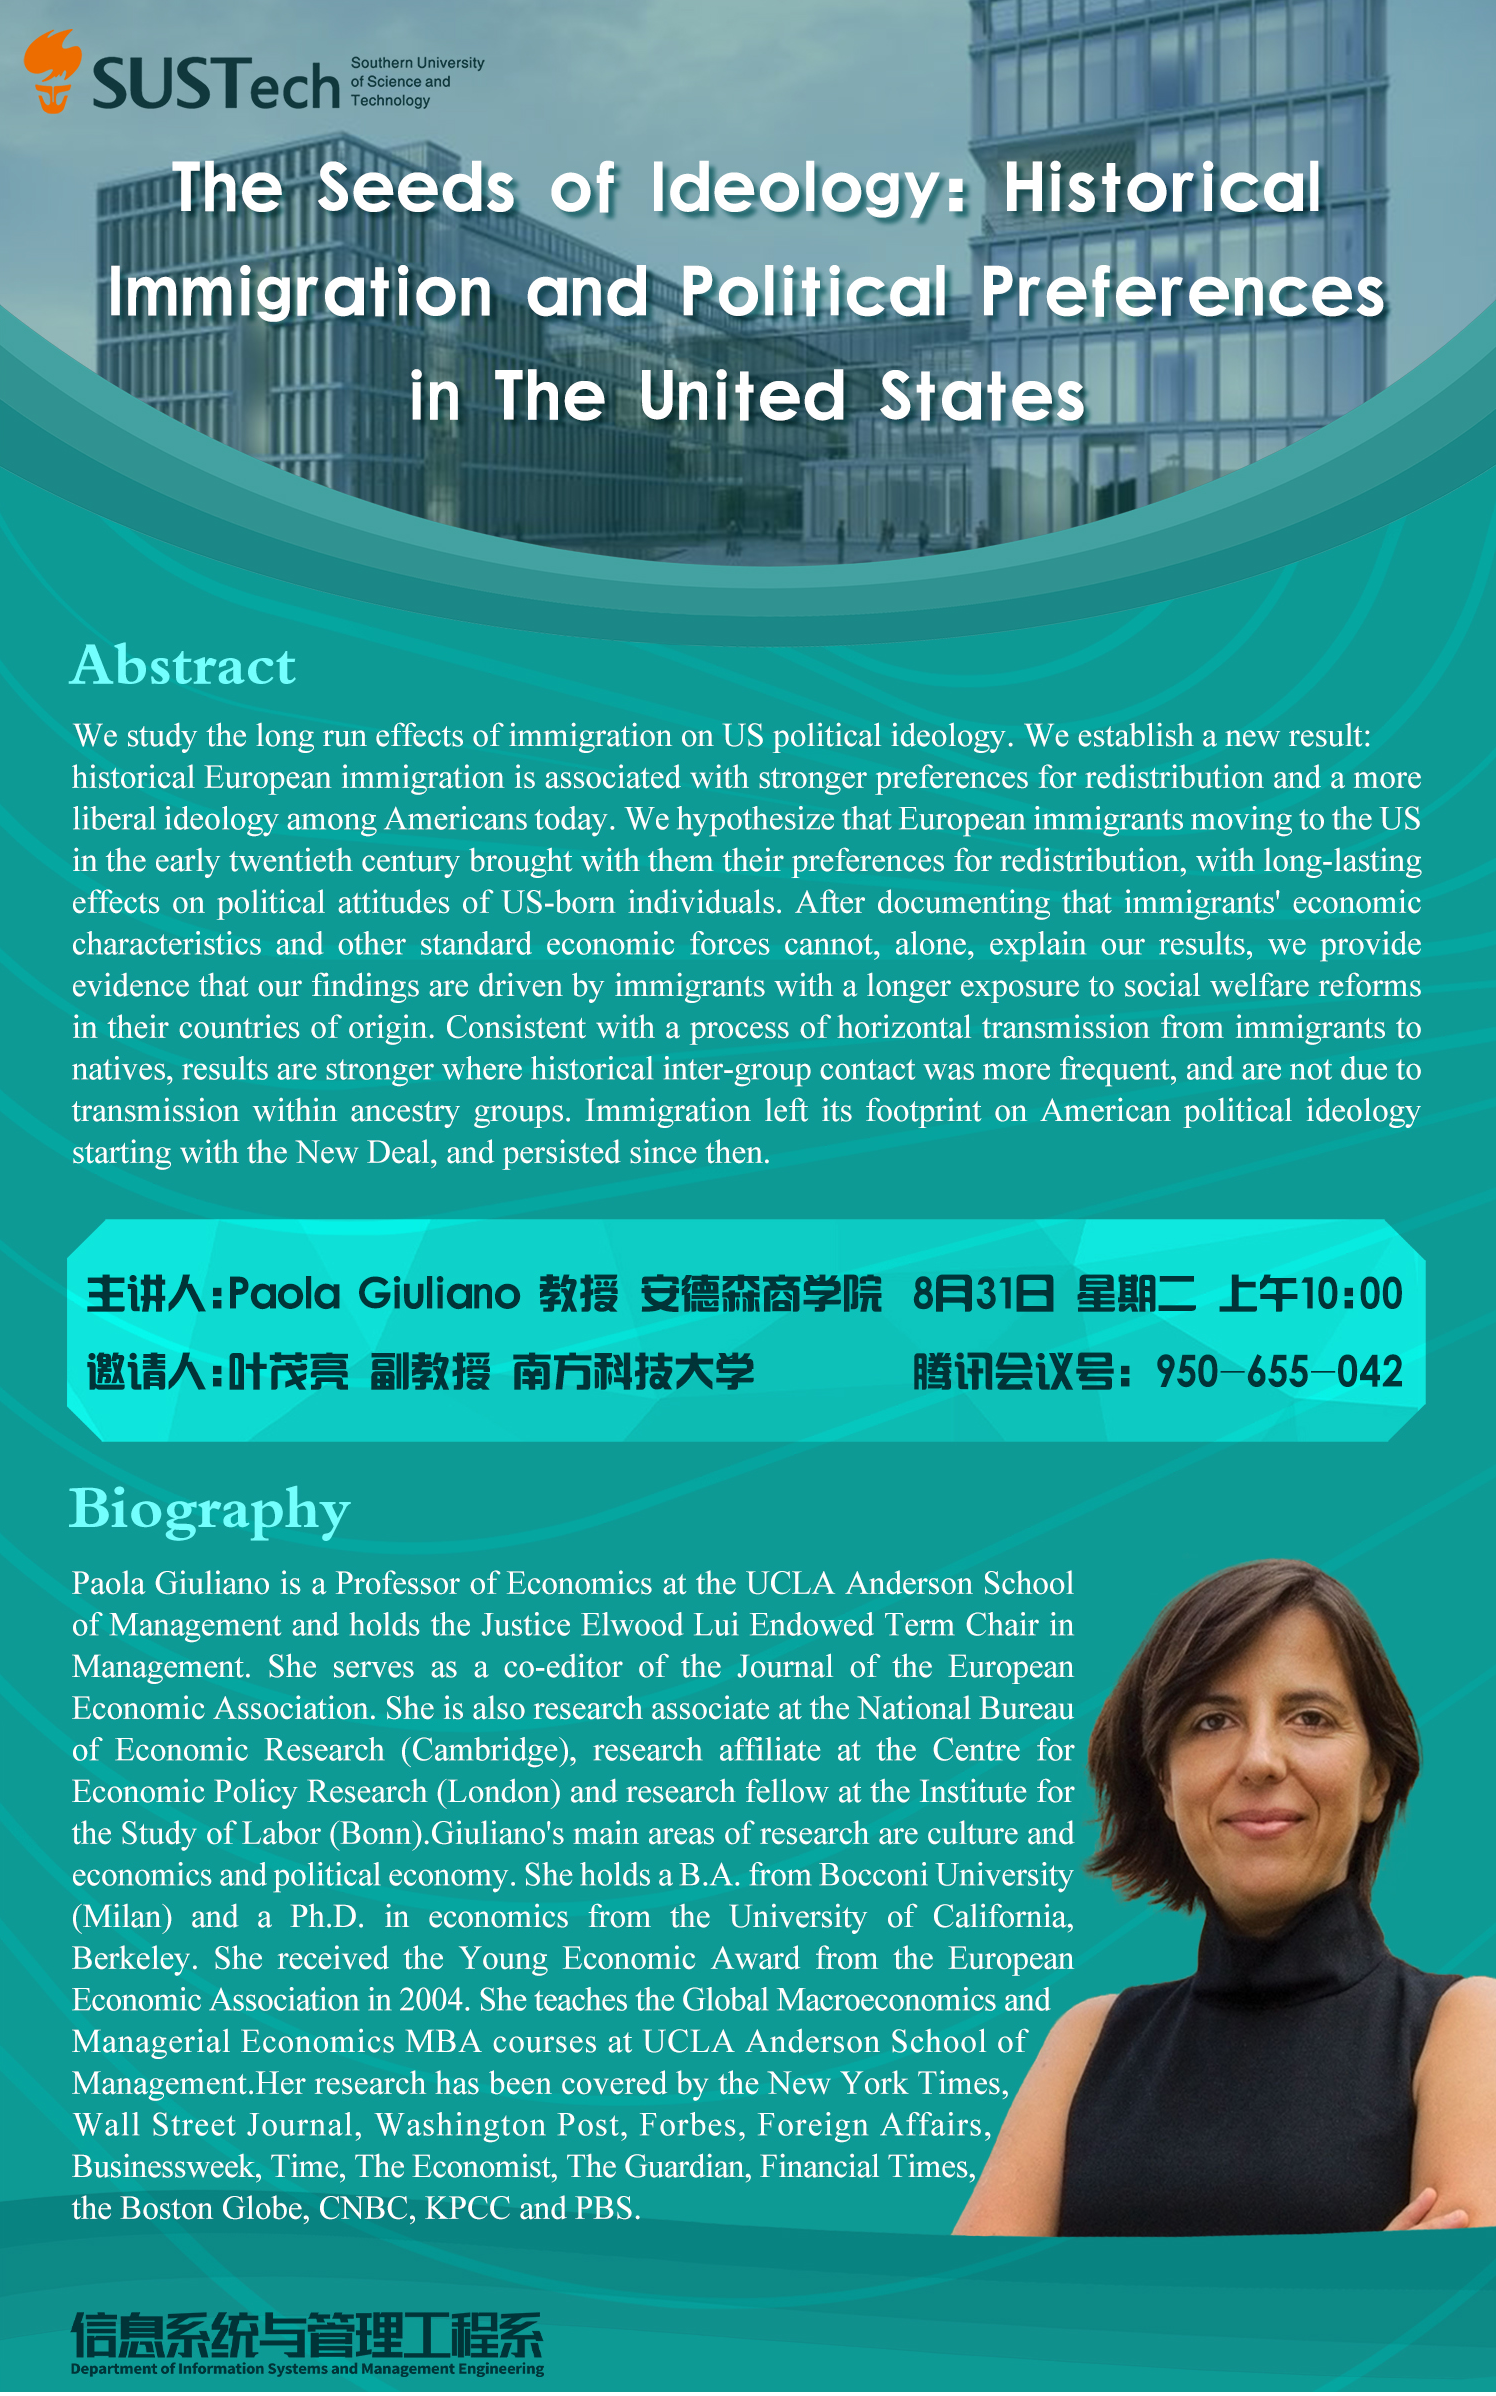 SUSTech
Southern University
of Science and
Technology
The Seeds of Ideology: Historical
Immigration and Political Preferences
in The United States
Abstract
We study the long run effects of immigration on US political ideology. We establish a new result:
historical European immigration is associated with stronger preferences for redistribution and a more
liberal ideology among Americans today. We hypothesize that European immigrants moving to the US
in the early twentieth century brought with them their preferences for redistribution, with long-lasting
effects on political attitudes of US-born individuals. After documenting that immigrants' economic
characteristics and other standard economic forces cannot, alone, explain our results, we provide
evidence that our findings are driven by immigrants with a longer exposure to social welfare reforms
in their countries of origin. Consistent with a process of horizontal transmission from immigrants to
natives, results are stronger where historical inter-group contact was more frequent, and are not due to
transmission within ancestry groups. Immigration left its footprint on American political ideology
starting with the New Deal, and persisted since then.
主讲人:Paola Giuliano 教授 安德森商学院 8月31日 星期二 上午10:00
邀请人:叶茂亮 副教授 南方科技大学 腾讯会议号: 950-655-042
Biography
Paola Giuliano is a Professor of Economics at the UCLA Anderson School
of Management and holds the Justice Elwood Lui Endowed Term Chair in
Management. She serves as a co-editor of the Journal of the European
Economic Association. She is also research associate at the National Bureau
of Economic Research (Cambridge), research affiliate at the Centre for
Economic Policy Research (London) and research fellow at the Institute for
the Study of Labor (Bonn).Giuliano's main areas of research are culture and
economics and political economy. She holds a B.A. from Bocconi University
(Milan) and a Ph.D. in economics from the University of California,
Berkeley. She received the Young Economic Award from the European
Economic Association in 2004. She teaches the Global Macroeconomics and
Managerial Economics MBA courses at UCLA Anderson School of
Management.Her research has been covered by the New York Times,
Wall Street Journal, Washington Post, Forbes, Foreign Affairs,
Businessweek, Time, The Economist, The Guardian, Financial Times,
the Boston Globe, CNBC, KPCC and PBS.
信息系统与管理工程系
Department of Information Systems and Management Engineering